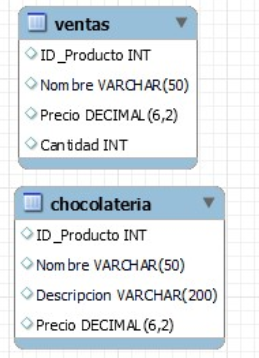 ventas
ID_Producto INT
Nombre VARCHAR(50)
Precio DECIMAL(6,2)
Cantidad INT
chocolateria
ID_Producto INT
Nombre VARCHAR(50)
Descripcion VARCHAR(200)
Precio DECIMAL(6,2)